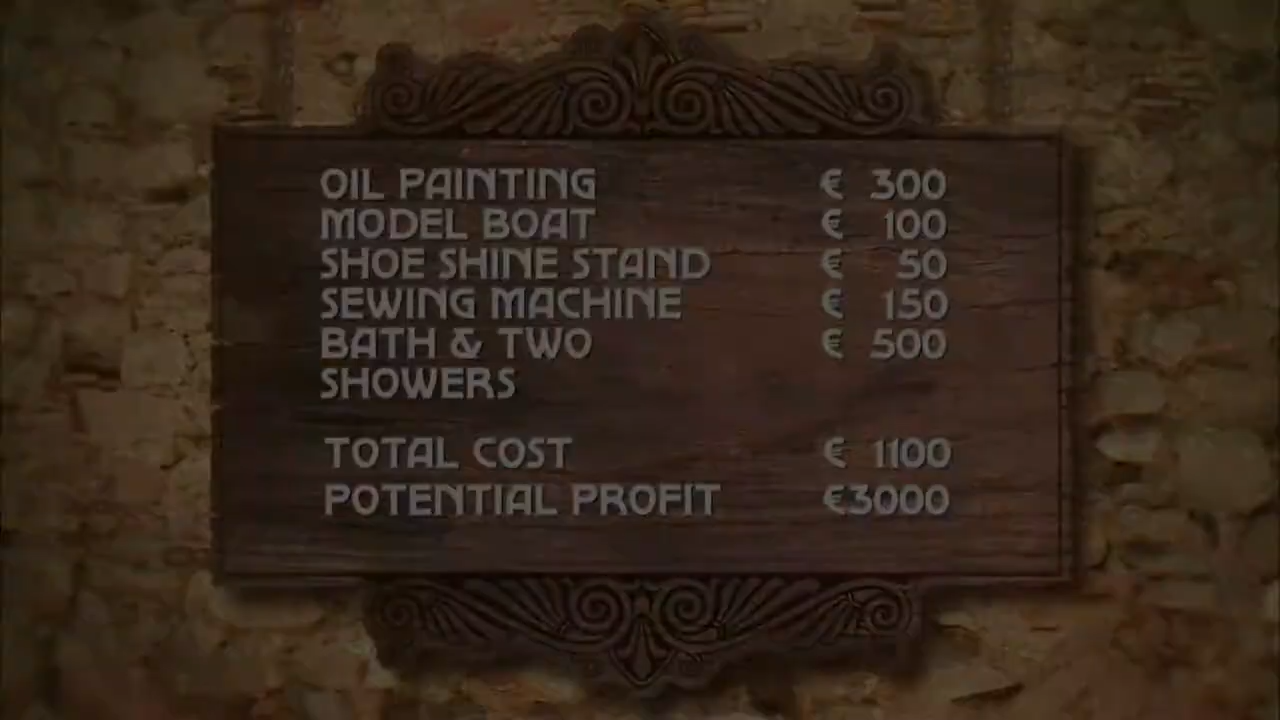 OIL PAINTING € 300
MODEL BOAT € 100
SHOE SHINE STAND € 50
SEWING MACHINE € 150
BATH & TWO € 500
SHOWERS
TOTAL COST € 1100
POTENTIAL PROFIT €3000